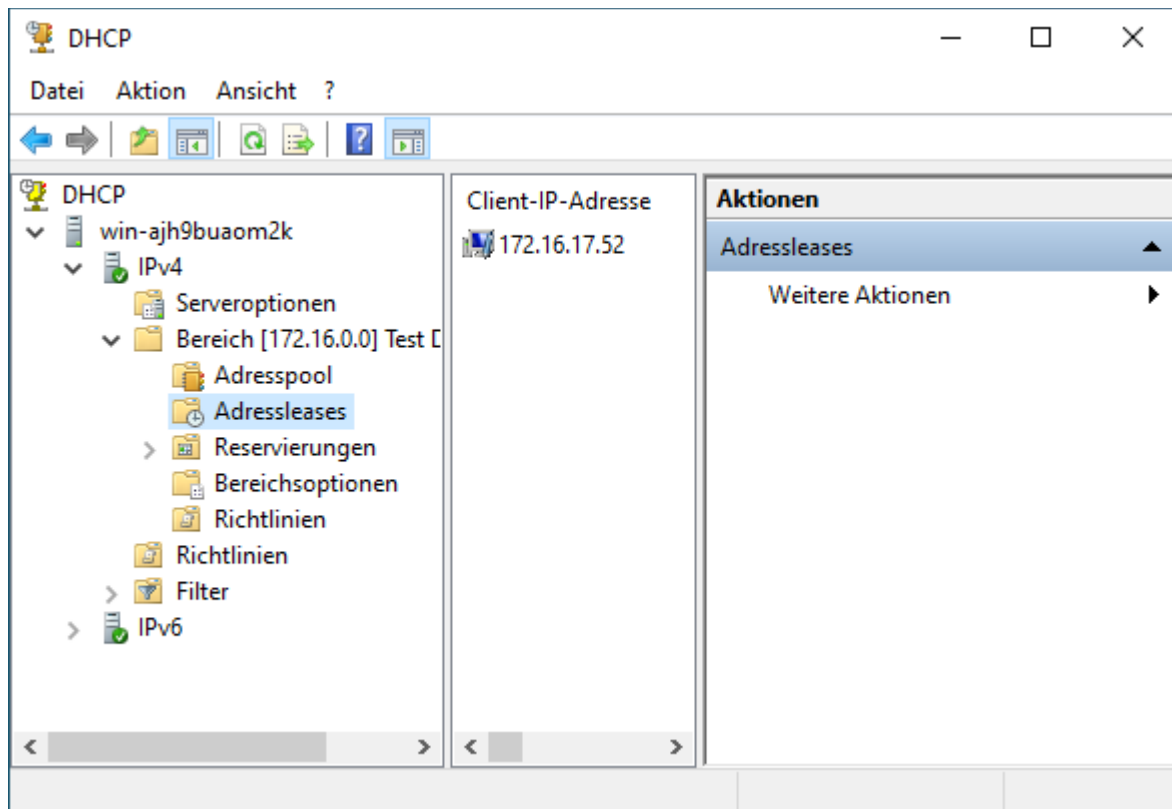 DHCP
Datei Aktion Ansicht ?
DHCP
win-ajh9buaom2k
IPv4
Serveroptionen
Bereich [172.16.0.0] Test
Adresspool
Adressleases
Reservierungen
Bereichsoptionen
Richtlinien
Richtlinien
Filter
IPv6
Client-IP-Adresse
172.16.17.52
Aktionen
Adressleases
Weitere Aktionen